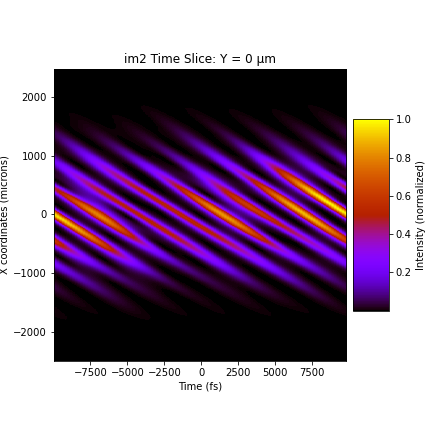 im2 Time Slice: Y = 0 μm
X coordinates (microns)
2000
1000
0
−1000
−2000
−7500 −5000 −2500 0 2500 5000 7500
Time (fs)
1.0
0.8
0.6
0.4
0.2
Intensity (normalized)